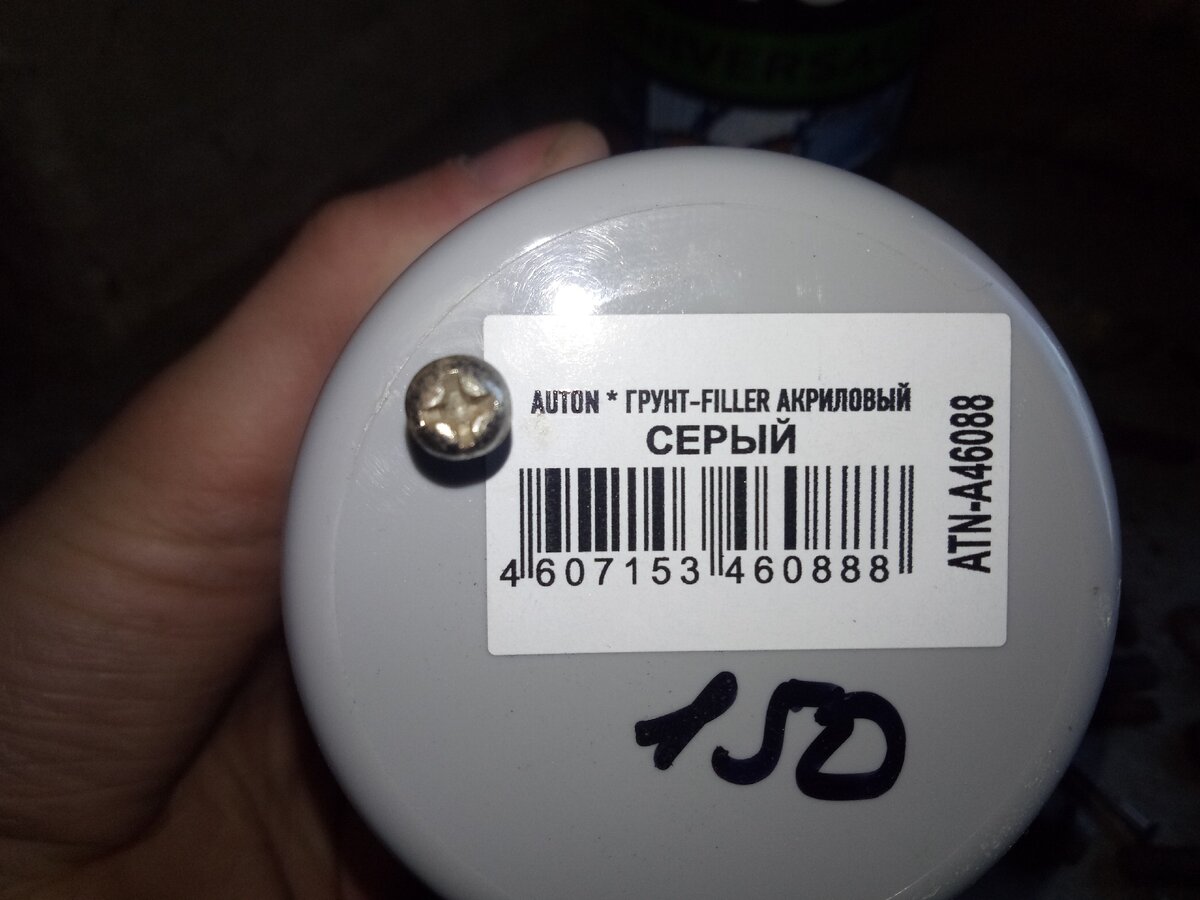 AUTON * ГРУНТ-FILLER АКРИЛОВЫЙ
СЕРЫЙ
4 607153 460888
ATN-A46088
150